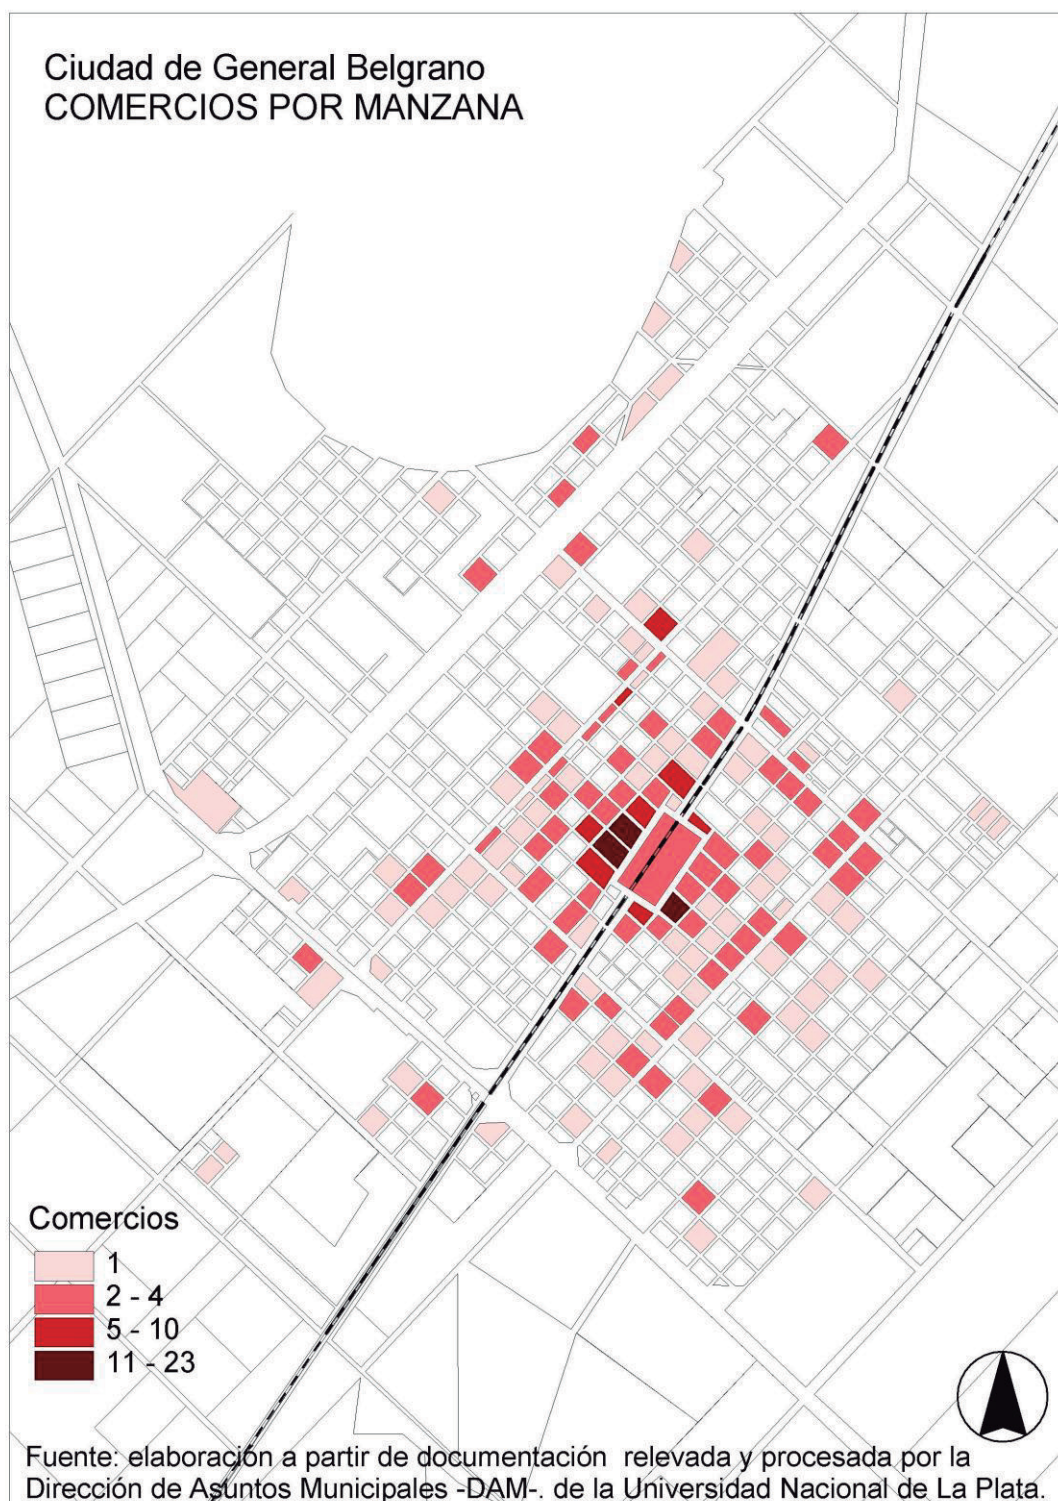 Ciudad de General Belgrano
COMERCIOS POR MANZANA
Comercios
1
2 - 4
5 - 10
11 - 23
Fuente: elaboración a partir de documentación relevada y procesada por la
Dirección de Asuntos Municipales -DAM-. de la Universidad Nacional de La Plata.